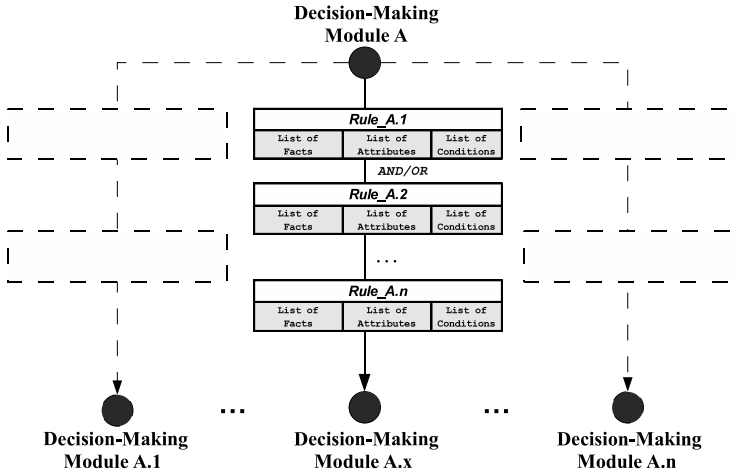 Decision-Making
Module A
Rule_A.1
List of Facts List of Attributes List of Conditions
AND/OR
Rule_A.2
List of Facts List of Attributes List of Conditions
...
Rule_A.n
List of Facts List of Attributes List of Conditions
... ...
Decision-Making Decision-Making Decision-Making
Module A.1 Module A.x Module A.n